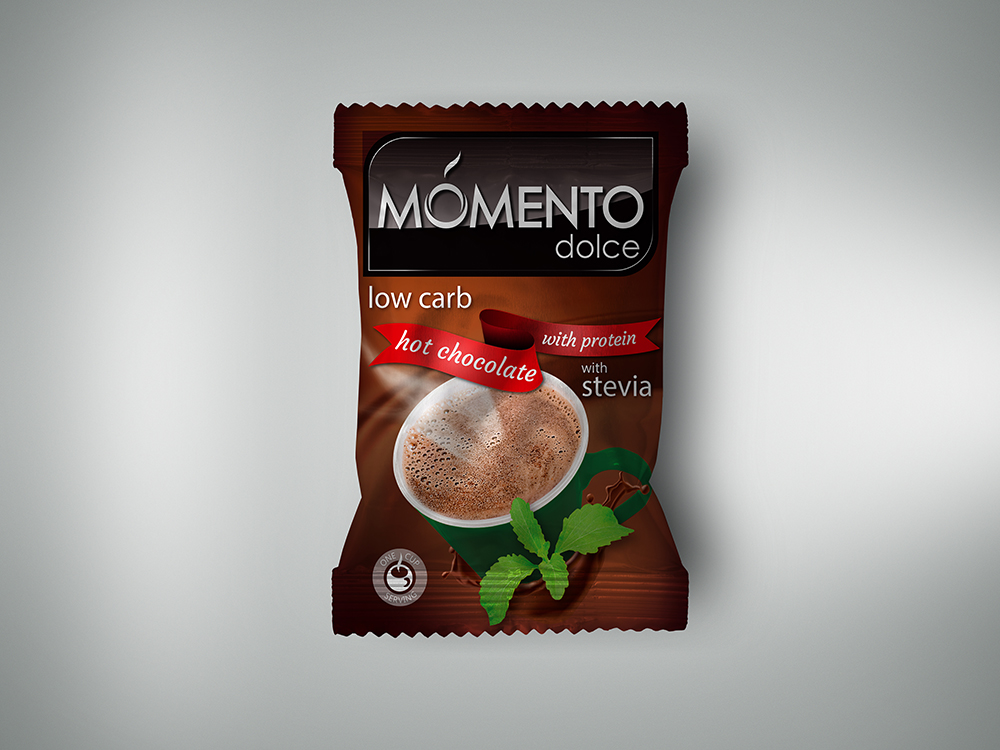 MÓMENTO
dolce
low carb
hot chocolate
with protein
with
stevia
ONE CUP
SERVING